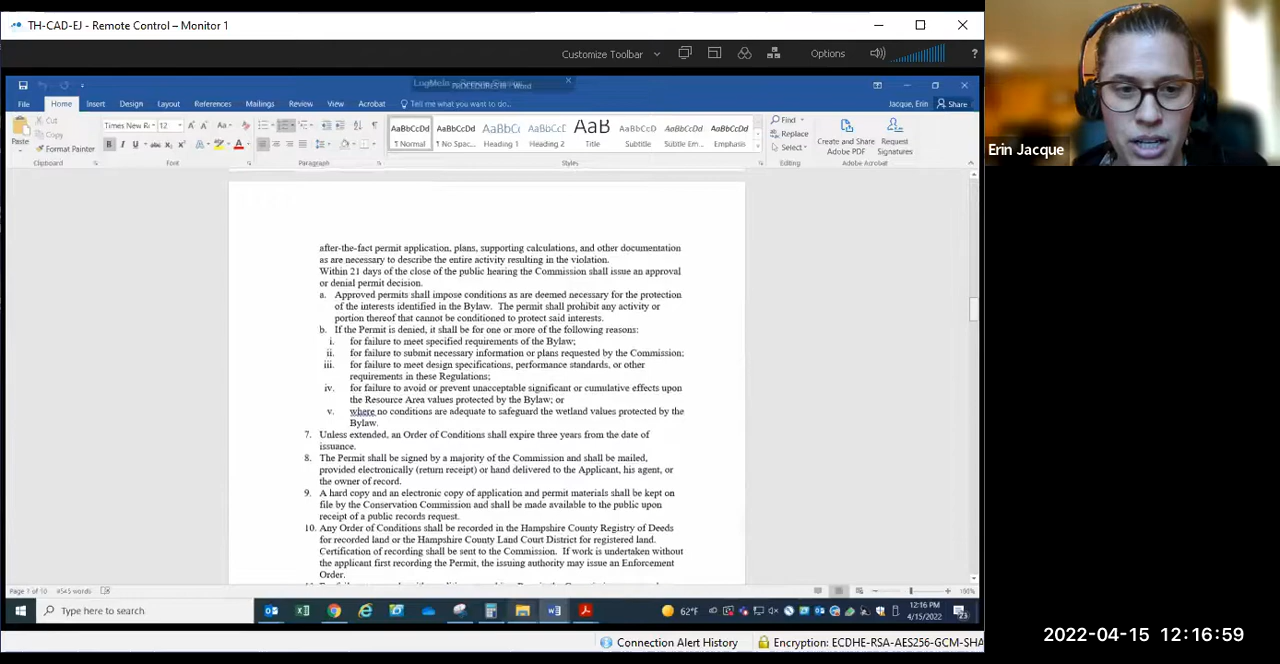 TH-CAD-EJ - Remote Control – Monitor 1
Customize Toolbar
Options
?
Erin Jacque
File Home Insert Design Layout References Mailings Review View Acrobat Tell me what you want to do...
Jacque, Erin Share
Paste
Cut
Copy
Format Painter
Times New R 12
AaBbCcDd AaBbCcDd AaBbC AaBbCcD AaB AaBbCcD AaBbCcDd AaBbCcDd
1 Normal 1 No Spac... Heading 1 Heading 2 Title Subtitle Subtle Em... Emphasis
Find
Replace
Select
Create and Share Adobe PDF
Request Signatures
Clipboard Font Paragraph Styles Editing Adobe Acrobat
after-the-fact permit application, plans, supporting calculations, and other documentation
as are necessary to describe the entire activity resulting in the violation.
Within 21 days of the close of the public hearing the Commission shall issue an approval
or denial permit decision.
a. Approved permits shall impose conditions as are deemed necessary for the protection
of the interests identified in the Bylaw. The permit shall prohibit any activity or
portion thereof that cannot be conditioned to protect said interests.
b. If the Permit is denied, it shall be for one or more of the following reasons:
i. for failure to meet specified requirements of the Bylaw;
ii. for failure to submit necessary information or plans requested by the Commission;
iii. for failure to meet design specifications, performance standards, or other
requirements in these Regulations;
iv. for failure to avoid or prevent unacceptable significant or cumulative effects upon
the Resource Area values protected by the Bylaw; or
v. where no conditions are adequate to safeguard the wetland values protected by the
Bylaw.
7. Unless extended, an Order of Conditions shall expire three years from the date of
issuance.
8. The Permit shall be signed by a majority of the Commission and shall be mailed,
provided electronically (return receipt) or hand delivered to the Applicant, his agent, or
the owner of record.
9. A hard copy and an electronic copy of application and permit materials shall be kept on
file by the Conservation Commission and shall be made available to the public upon
receipt of a public records request.
10. Any Order of Conditions shall be recorded in the Hampshire County Registry of Deeds
for recorded land or the Hampshire County Land Court District for registered land.
Certification of recording shall be sent to the Commission. If work is undertaken without
the applicant first recording the Permit, the issuing authority may issue an Enforcement
Order.
Page 1 of 10
Type here to search
62°F
12:16 PM
4/15/2022
Connection Alert History
Encryption: ECDHE-RSA-AES256-GCM-SHA
2022-04-15 12:16:59